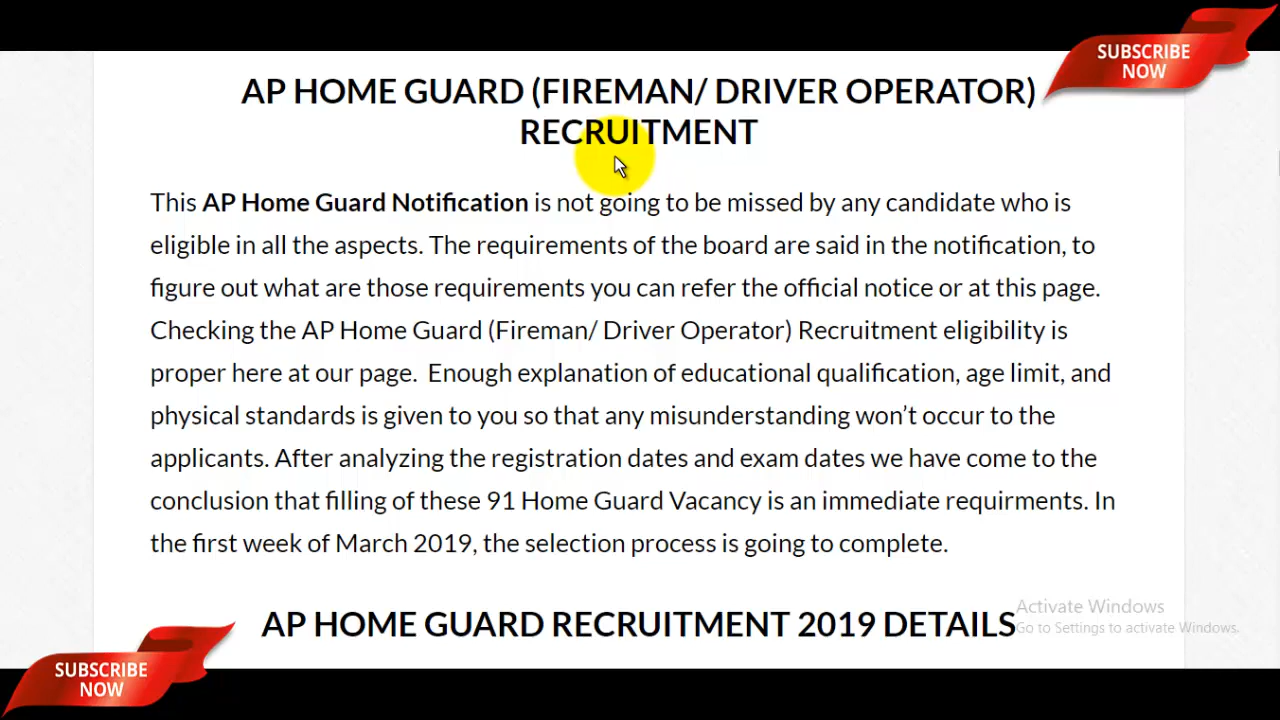 SUBSCRIBE
NOW
AP HOME GUARD (FIREMAN/ DRIVER OPERATOR)
RECRUITMENT
This AP Home Guard Notification is not going to be missed by any candidate who is
eligible in all the aspects. The requirements of the board are said in the notification, to
figure out what are those requirements you can refer the official notice or at this page.
Checking the AP Home Guard (Fireman/ Driver Operator) Recruitment eligibility is
proper here at our page.  Enough explanation of educational qualification, age limit, and
physical standards is given to you so that any misunderstanding won’t occur to the
applicants. After analyzing the registration dates and exam dates we have come to the
conclusion that filling of these 91 Home Guard Vacancy is an immediate requirments. In
the first week of March 2019, the selection process is going to complete.
AP HOME GUARD RECRUITMENT 2019 DETAILS
Activate Windows
Go to Settings to activate Windows.
SUBSCRIBE
NOW